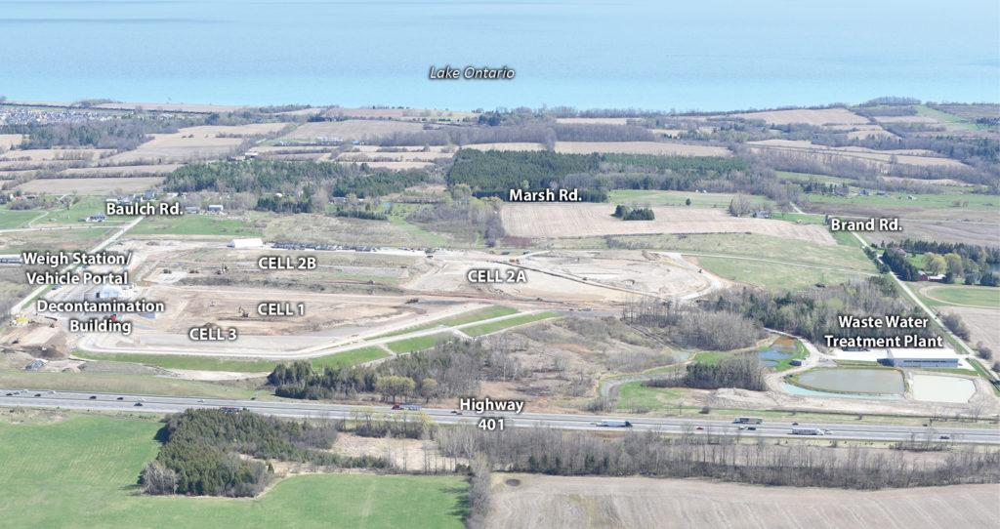 Lake Ontario
Marsh Rd.
Baulch Rd.
Brand Rd.
Weigh Station/
Vehicle Portal
CELL 2B
CELL 2A
Decontamination
Building
CELL 1
CELL 3
Waste Water
Treatment Plant
Highway
401